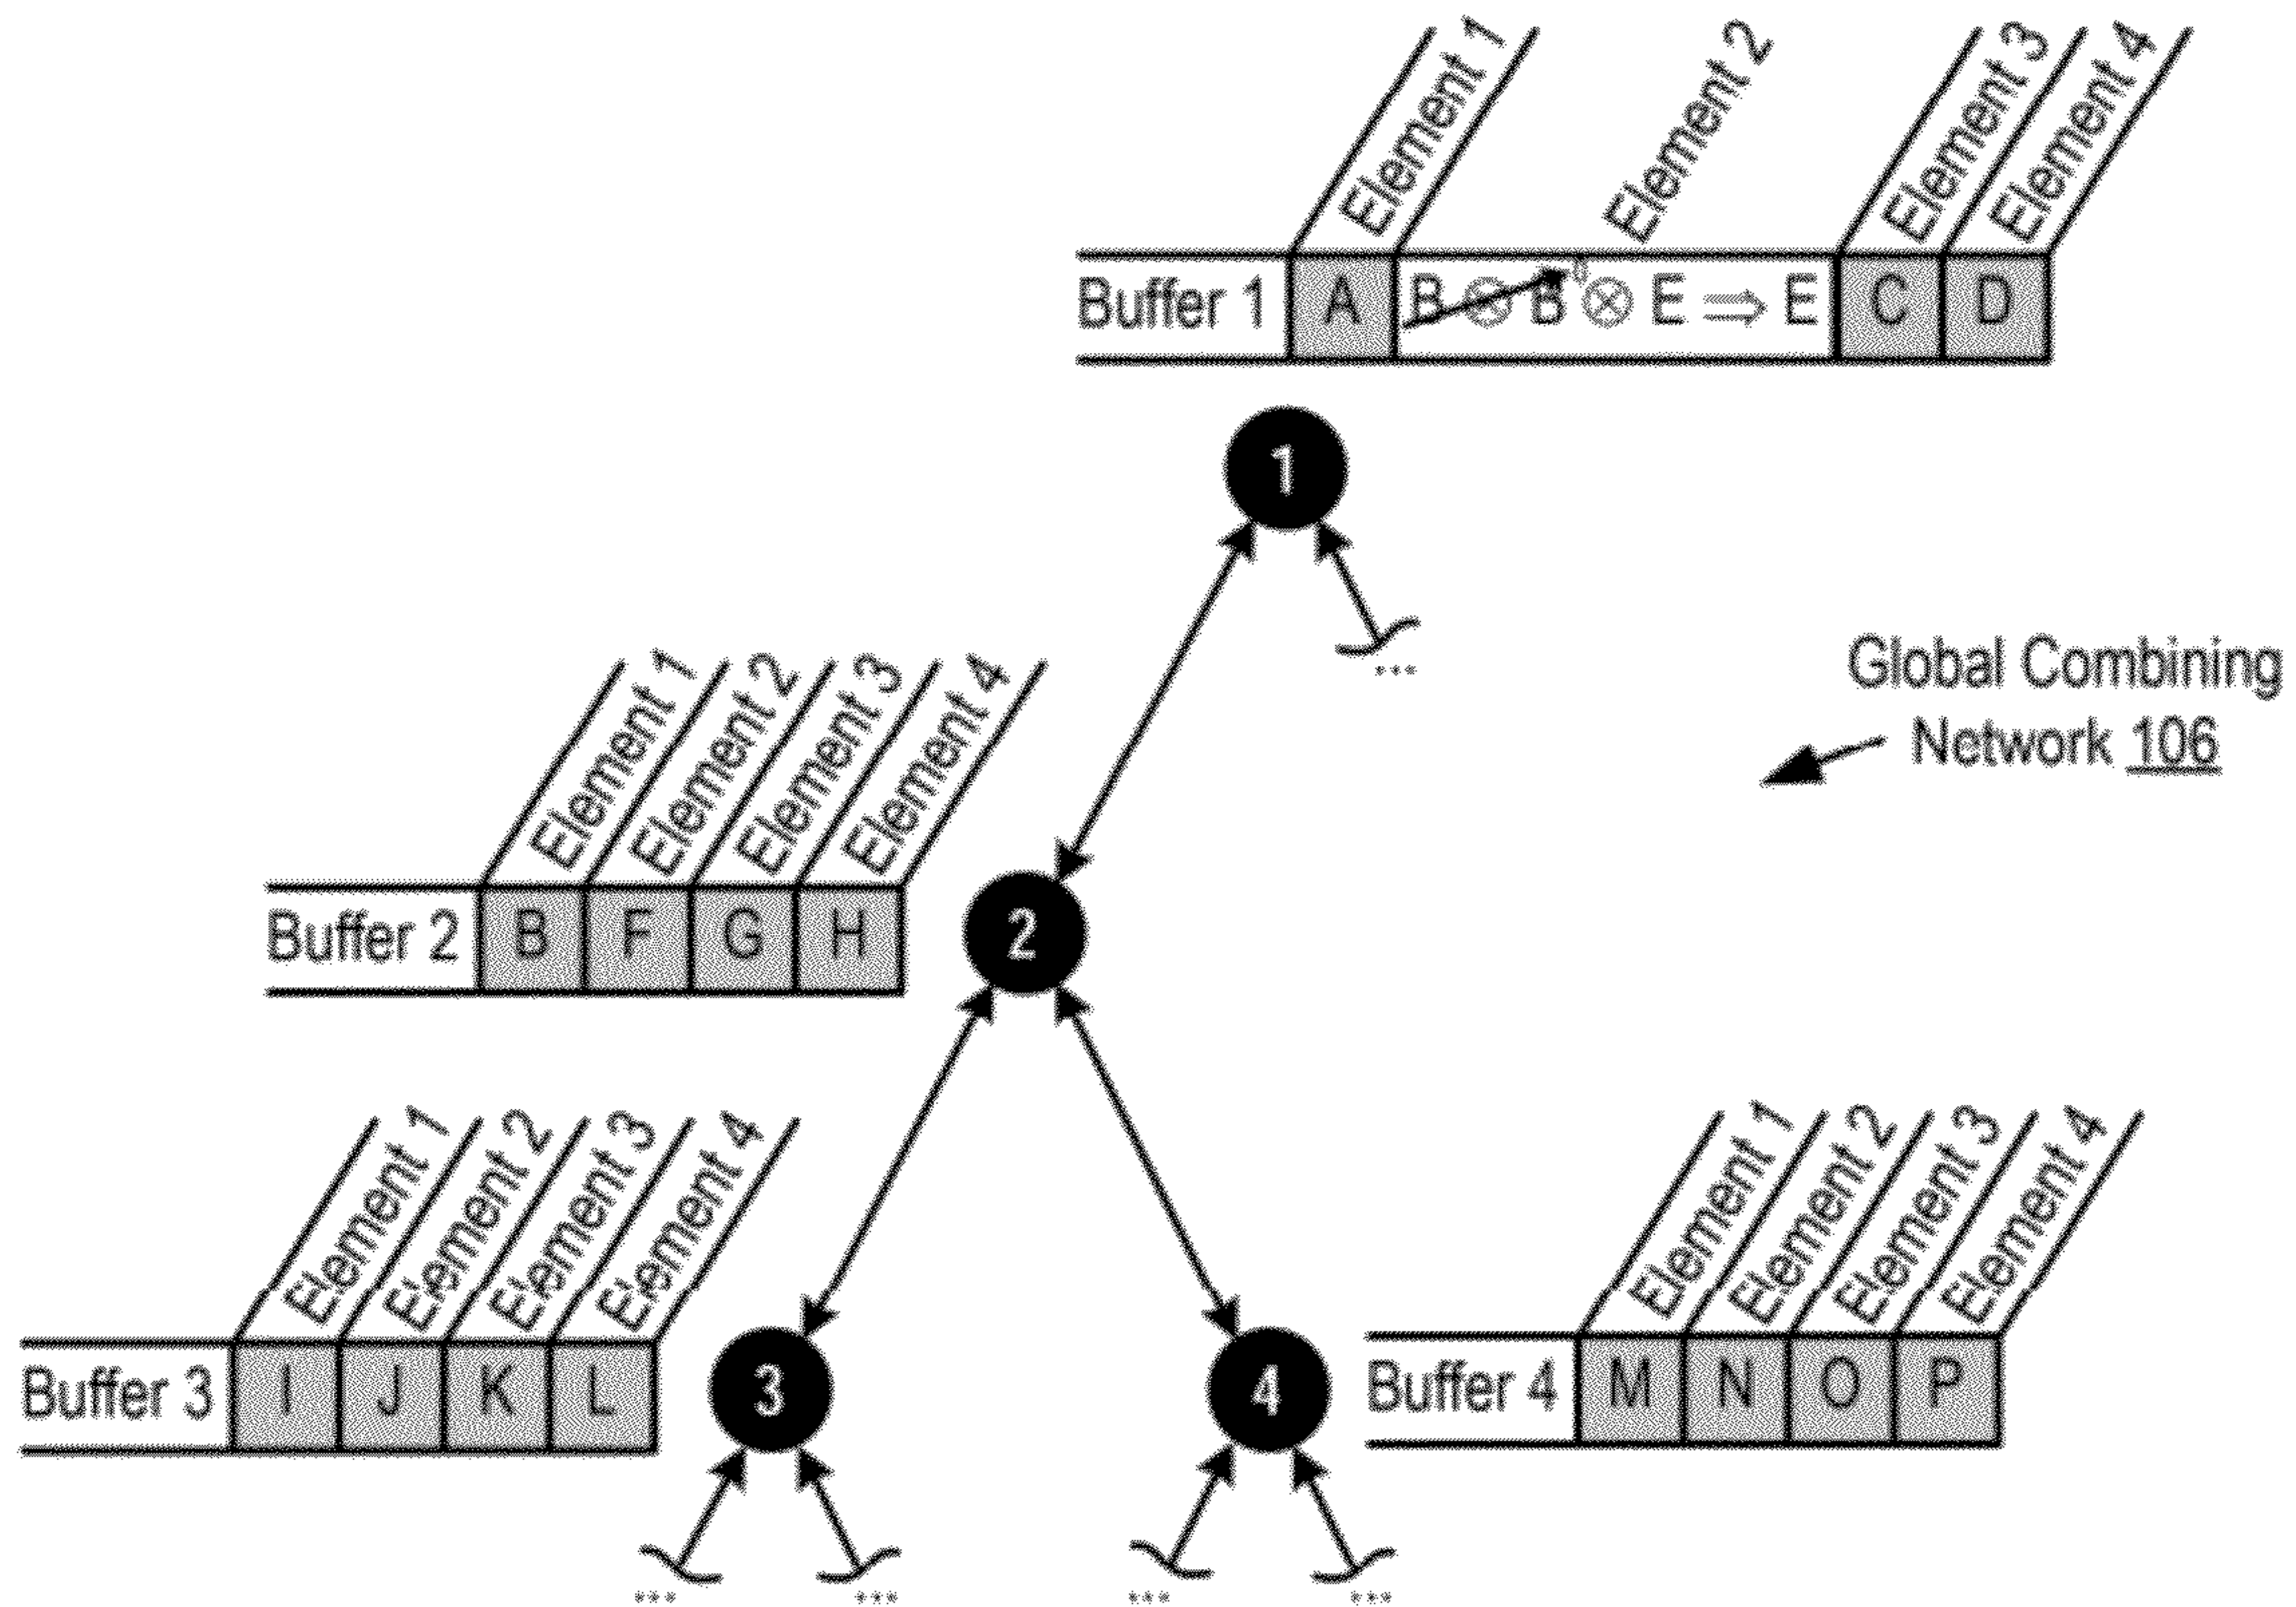 Element 1
Element 2
Element 3
Element 4
Buffer 1 A B ⊗ B ⊗ E ⇒ E C D
1
Global Combining
Network 106
...
Element 1
Element 2
Element 3
Element 4
Buffer 2 B F G H
2
Element 1
Element 2
Element 3
Element 4
Buffer 3 I J K L
3
4
Element 1
Element 2
Element 3
Element 4
Buffer 4 M N O P
... ... ... ...